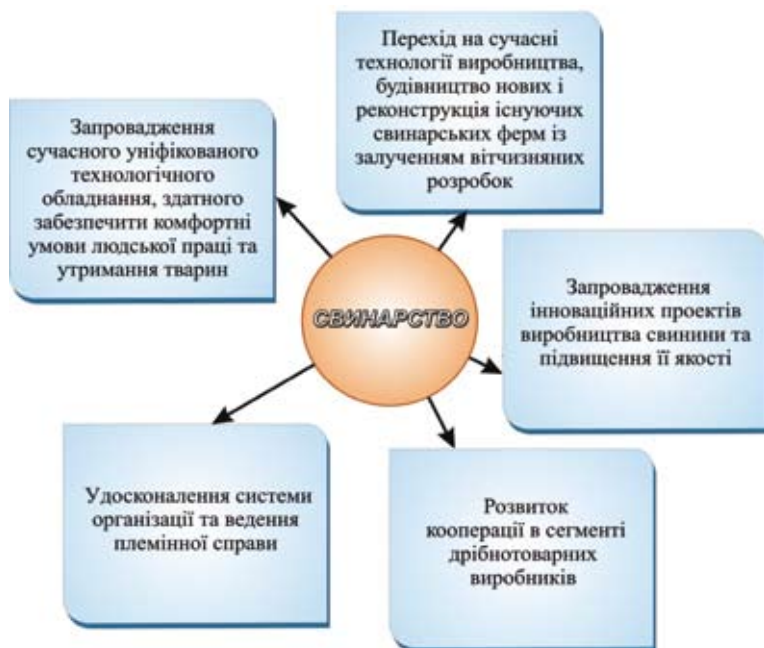 Перехід на сучасні
технології виробництва,
будівництво нових і
реконструкція існуючих
свинарських ферм із
залученням вітчизняних
розробок
Запровадження
сучасного уніфікованого
технологічного
обладнання, здатного
забезпечити комфортні
умови людської праці та
утримання тварин
СВИНАРСТВО
Запровадження
інноваційних проектів
виробництва свинини та
підвищення її якості
Удосконалення системи
організації та ведення
племінної справи
Розвиток
кооперації в сегменті
дрібнотоварних
виробників